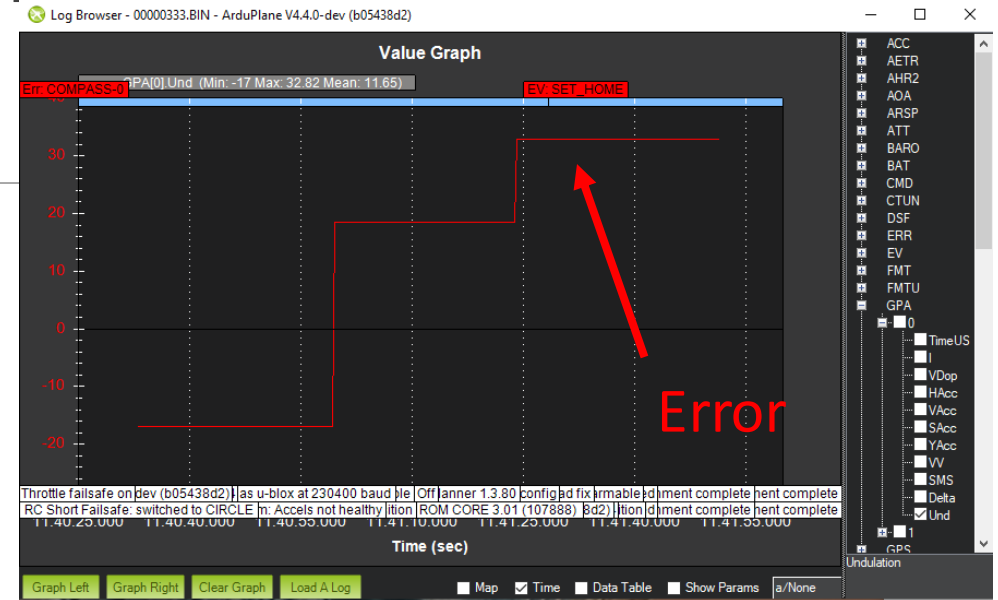 Log Browser - 00000333.BIN - ArduPlane V4.4.0-dev (b05438d2)
Value Graph
GPA[0].Und (Min: -17 Max: 32.82 Mean: 11.65)
Err: COMPASS-0
EV: SET_HOME
30
20
10
0
-10
-20
Error
Throttle failsafe on dev (b05438d2) as u-blox at 230400 baud ble Off anner 1.3.80 config ad fix armable ed nment complete nent complete
RC Short Failsafe: switched to CIRCLE m: Accels not healthy ition ROM CORE 3.01 (107888) 8d2) ition d nment complete nent complete
11.40.25.000 11.40.40.000 11.40.55.000 11.41.10.000 11.41.25.000 11.41.40.000 11.41.55.000
Time (sec)
Graph Left Graph Right Clear Graph Load A Log Map Time Data Table Show Params a/None
ACC
AETR
AHR2
AOA
ARSP
ATT
BARO
BAT
CMD
CTUN
DSF
ERR
EV
FMT
FMTU
GPA
0
TimeUS
I
VDop
HAcc
VAcc
SAcc
YAcc
VV
SMS
Delta
Und
1
GPS
Undulation